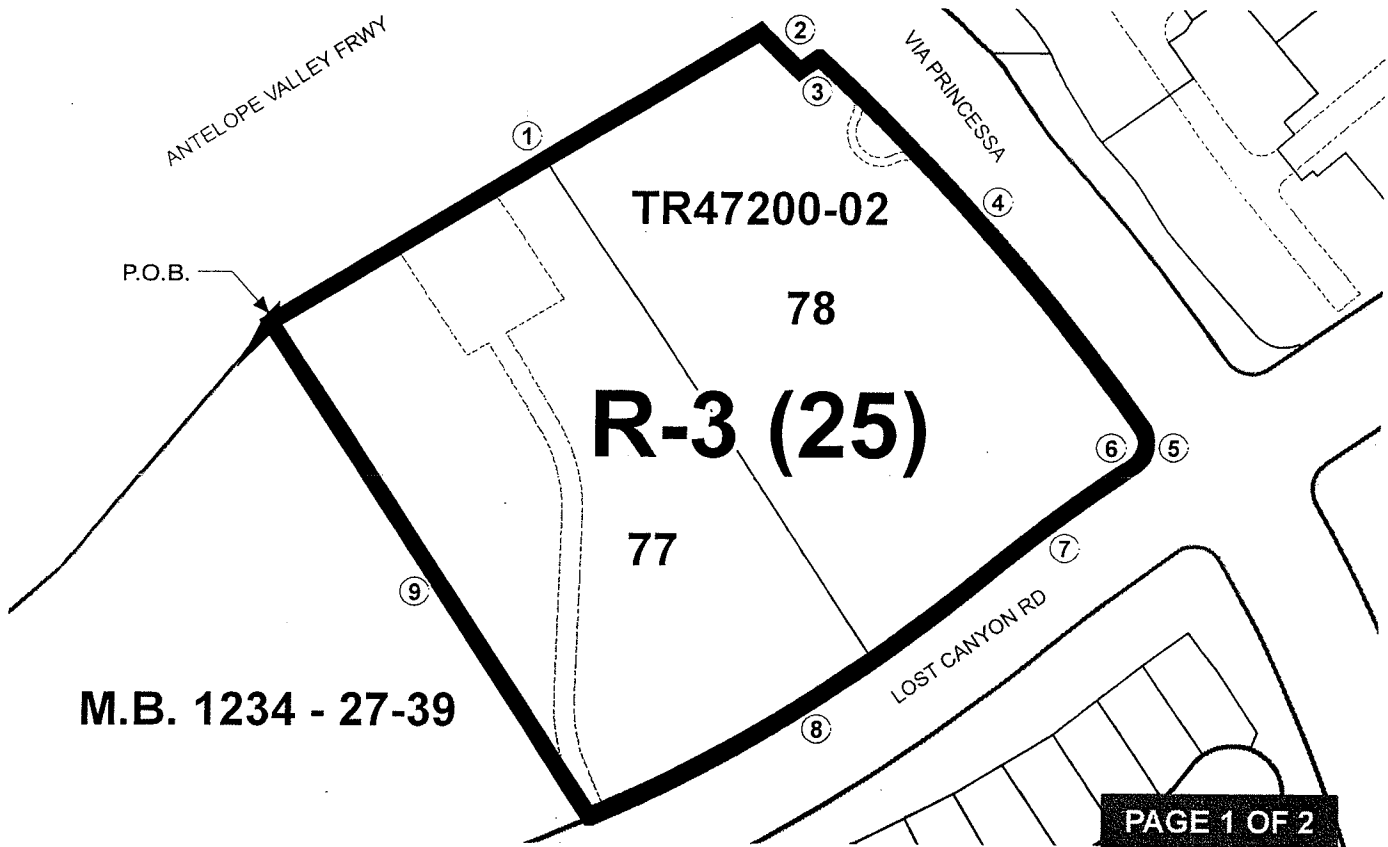 ANTELOPE VALLEY FRWY
2
VIA PRINCESSA
3
1
TR47200-02
4
P.O.B.
78
R-3 (25)
6
5
77
7
9
LOST CANYON RD
M.B. 1234 - 27-39
8
PAGE 1 OF 2